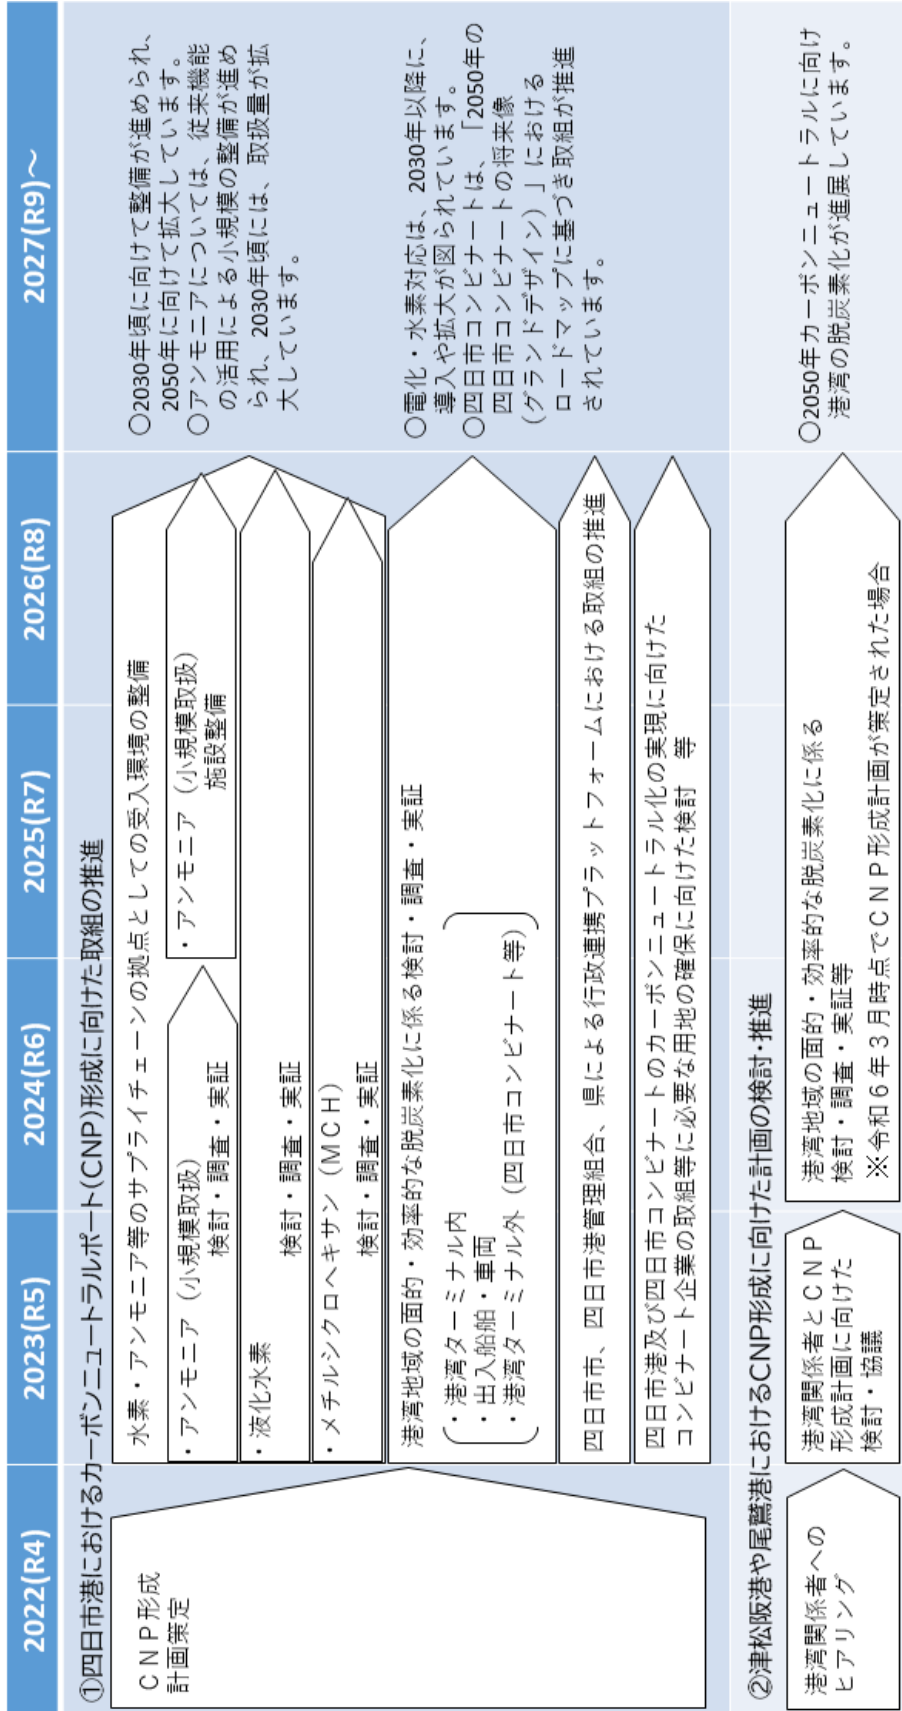 2022(R4)
2023(R5)
2024(R6)
2025(R7)
2026(R8)
2027(R9)～
①四日市港におけるカーボンニュートラルポート(CNP)形成に向けた取組の推進
CNP形成
計画策定
水素・アンモニア等のサプライチェーンの拠点としての受入環境の整備
・アンモニア（小規模取扱）
検討・調査・実証
・アンモニア（小規模取扱）
施設整備
・液化水素
検討・調査・実証
・メチルシクロヘキサン（MCH）
検討・調査・実証
港湾地域の面的・効率的な脱炭素化に係る検討・調査・実証
・港湾ターミナル内
・出入船舶・車両
・港湾ターミナル外（四日市コンビナート等）
四日市市、四日市港管理組合、県による行政連携プラットフォームにおける取組の推進
四日市港及び四日市コンビナートのカーボンニュートラル化の実現に向けた
コンビナート企業の取組等に必要な用地の確保に向けた検討　等
○2030年頃に向けて整備が進められ、
2050年に向けて拡大しています。
○アンモニアについては、従来機能
の活用による小規模の整備が進め
られ、2030年頃には、取扱量が拡
大しています。
○電化・水素対応は、2030年以降に、
導入や拡大が図られています。
○四日市コンビナートは、「2050年の
四日市コンビナートの将来像
（グランドデザイン）」における
ロードマップに基づき取組が推進
されています。
②津松阪港や尾鷲港におけるCNP形成に向けた計画の検討・推進
港湾関係者への
ヒアリング
港湾関係者とCNP
形成計画に向けた
検討・協議
港湾地域の面的・効率的な脱炭素化に係る
検討・調査・実証等
※令和6年3月時点でCNP形成計画が策定された場合
○2050年カーボンニュートラルに向け
港湾の脱炭素化が進展しています。